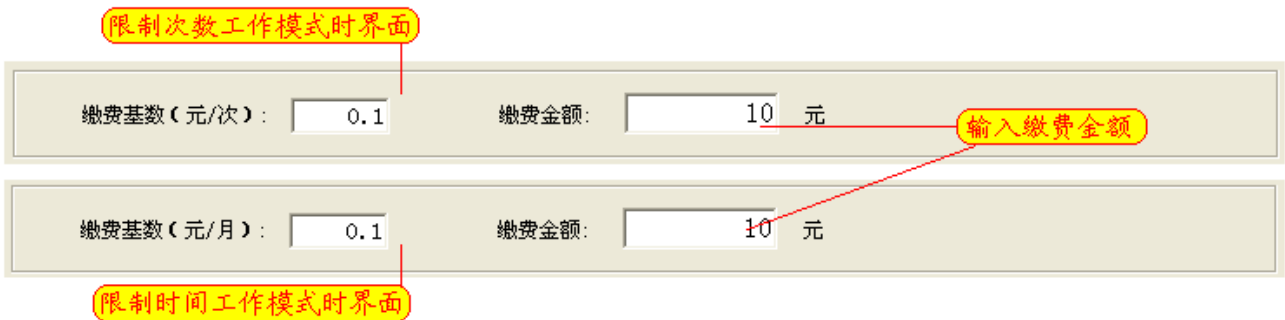 限制次数工作模式时界面
缴费基数(元/次): 0.1 缴费金额: 10 元
输入缴费金额
缴费基数(元/月): 0.1 缴费金额: 10 元
限制时间工作模式时界面